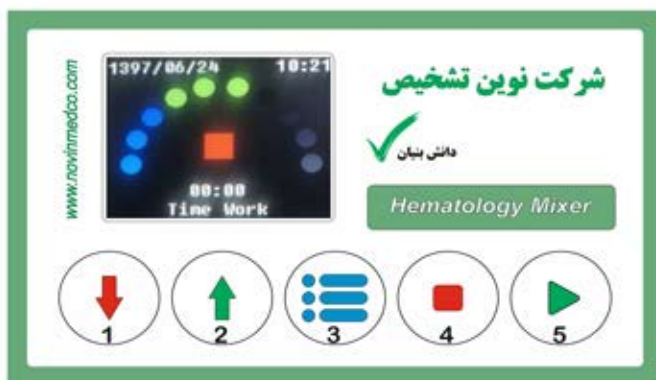 www.novinmedco.com
1397/06/24 10:21
00:00
Time Work
شرکت نوین تشخیص
دانش بنیان
Hematology Mixer
1 2 3 4 5